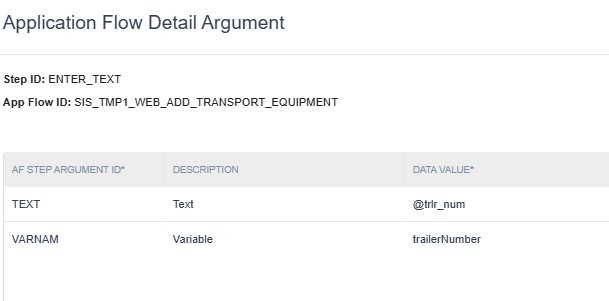 Application Flow Detail Argument
Step ID: ENTER_TEXT
App Flow ID: SIS_TMP1_WEB_ADD_TRANSPORT_EQUIPMENT
AF STEP ARGUMENT ID* DESCRIPTION DATA VALUE*
TEXT Text @trlr_num
VARNAM Variable trailerNumber